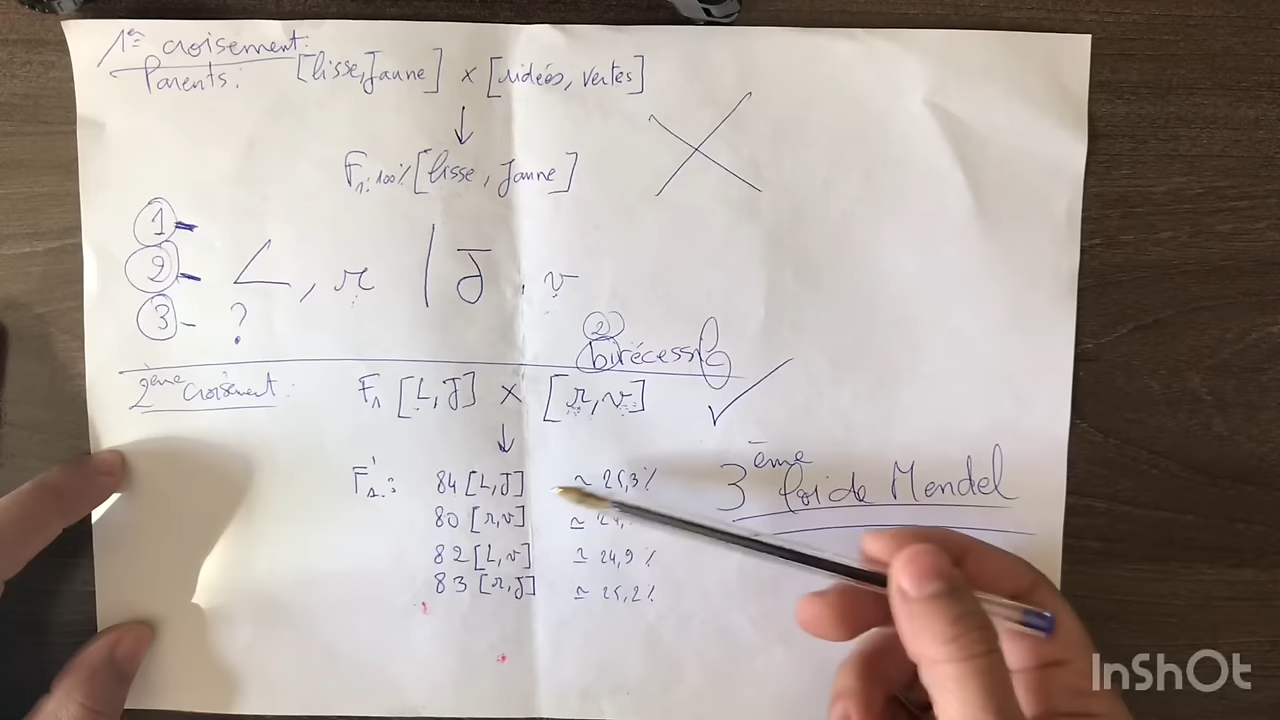 1er croisement:
Parents: [lisse, Jaune] × [ridées, vertes]
F1: 100% [lisse, Jaune]
1 -
2 - L, r | J, v
3 - ?
2
birécessif
2ème croisement: F1 [L, J] × [r, v]
F'2: 84 [L, J] ≃ 25,3%
80 [r, v] ≃ 24,
82 [L, v] ≃ 24,9%
83 [r, J] ≃ 25,2%
3ème loi de Mendel
InShOt